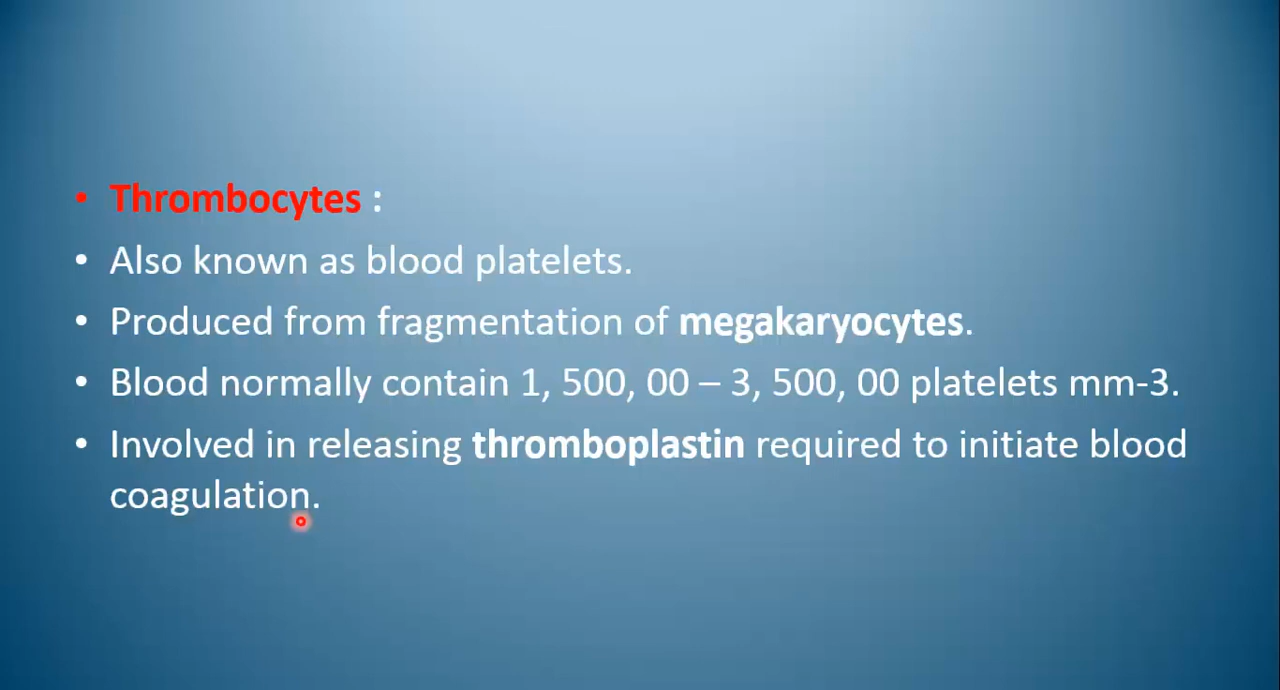 • Thrombocytes :
• Also known as blood platelets.
• Produced from fragmentation of megakaryocytes.
• Blood normally contain 1, 500, 00 – 3, 500, 00 platelets mm-3.
• Involved in releasing thromboplastin required to initiate blood
coagulation.